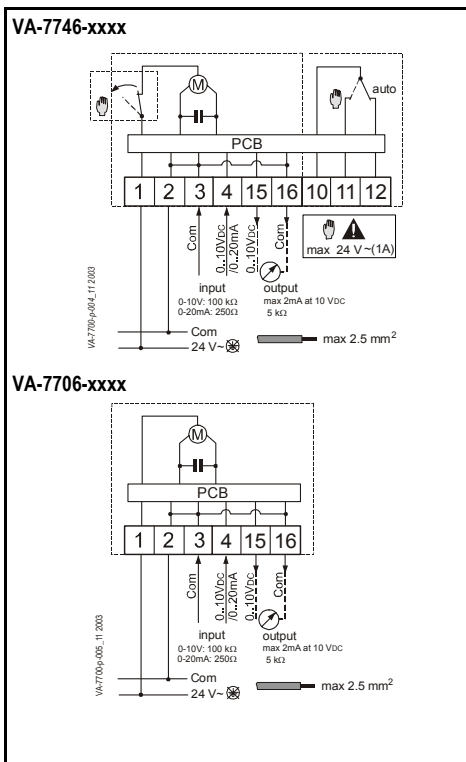 VA-7746-xxxx
M
auto
PCB
1 2 3 4 15 16 10 11 12
Com
0..10VDC
/0..20mA
0..10VDC
Com
max 24 V~(1A)
input
0-10V: 100 kΩ
0-20mA: 250Ω
output
max 2mA at 10 VDC
5 kΩ
VA-7700-p-004_11 2003
Com
24 V~
max 2.5 mm²
VA-7706-xxxx
M
PCB
1 2 3 4 15 16
Com
0..10VDC
/0..20mA
0..10VDC
Com
input
0-10V: 100 kΩ
0-20mA: 250Ω
output
max 2mA at 10 VDC
5 kΩ
VA-7700-p-005_11 2003
Com
24 V~
max 2.5 mm²